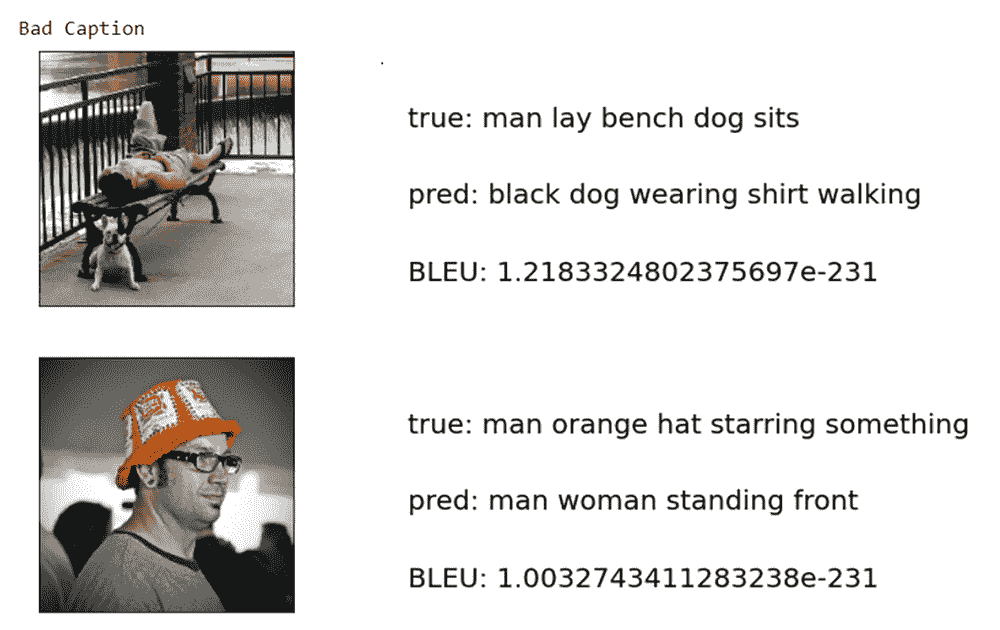 Bad Caption
true: man lay bench dog sits
pred: black dog wearing shirt walking
BLEU: 1.2183324802375697e-231
true: man orange hat starring something
pred: man woman standing front
BLEU: 1.0032743411283238e-231